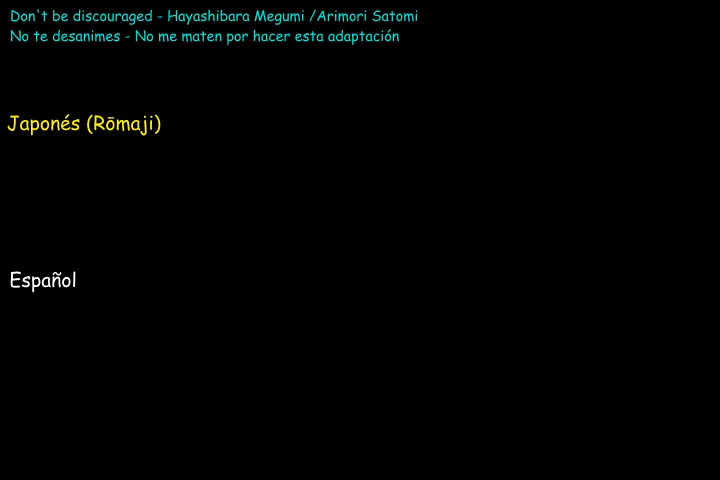 Don't be discouraged - Hayashibara Megumi /Arimori Satomi
No te desanimes - No me maten por hacer esta adaptación
Japonés (Rōmaji)
Español